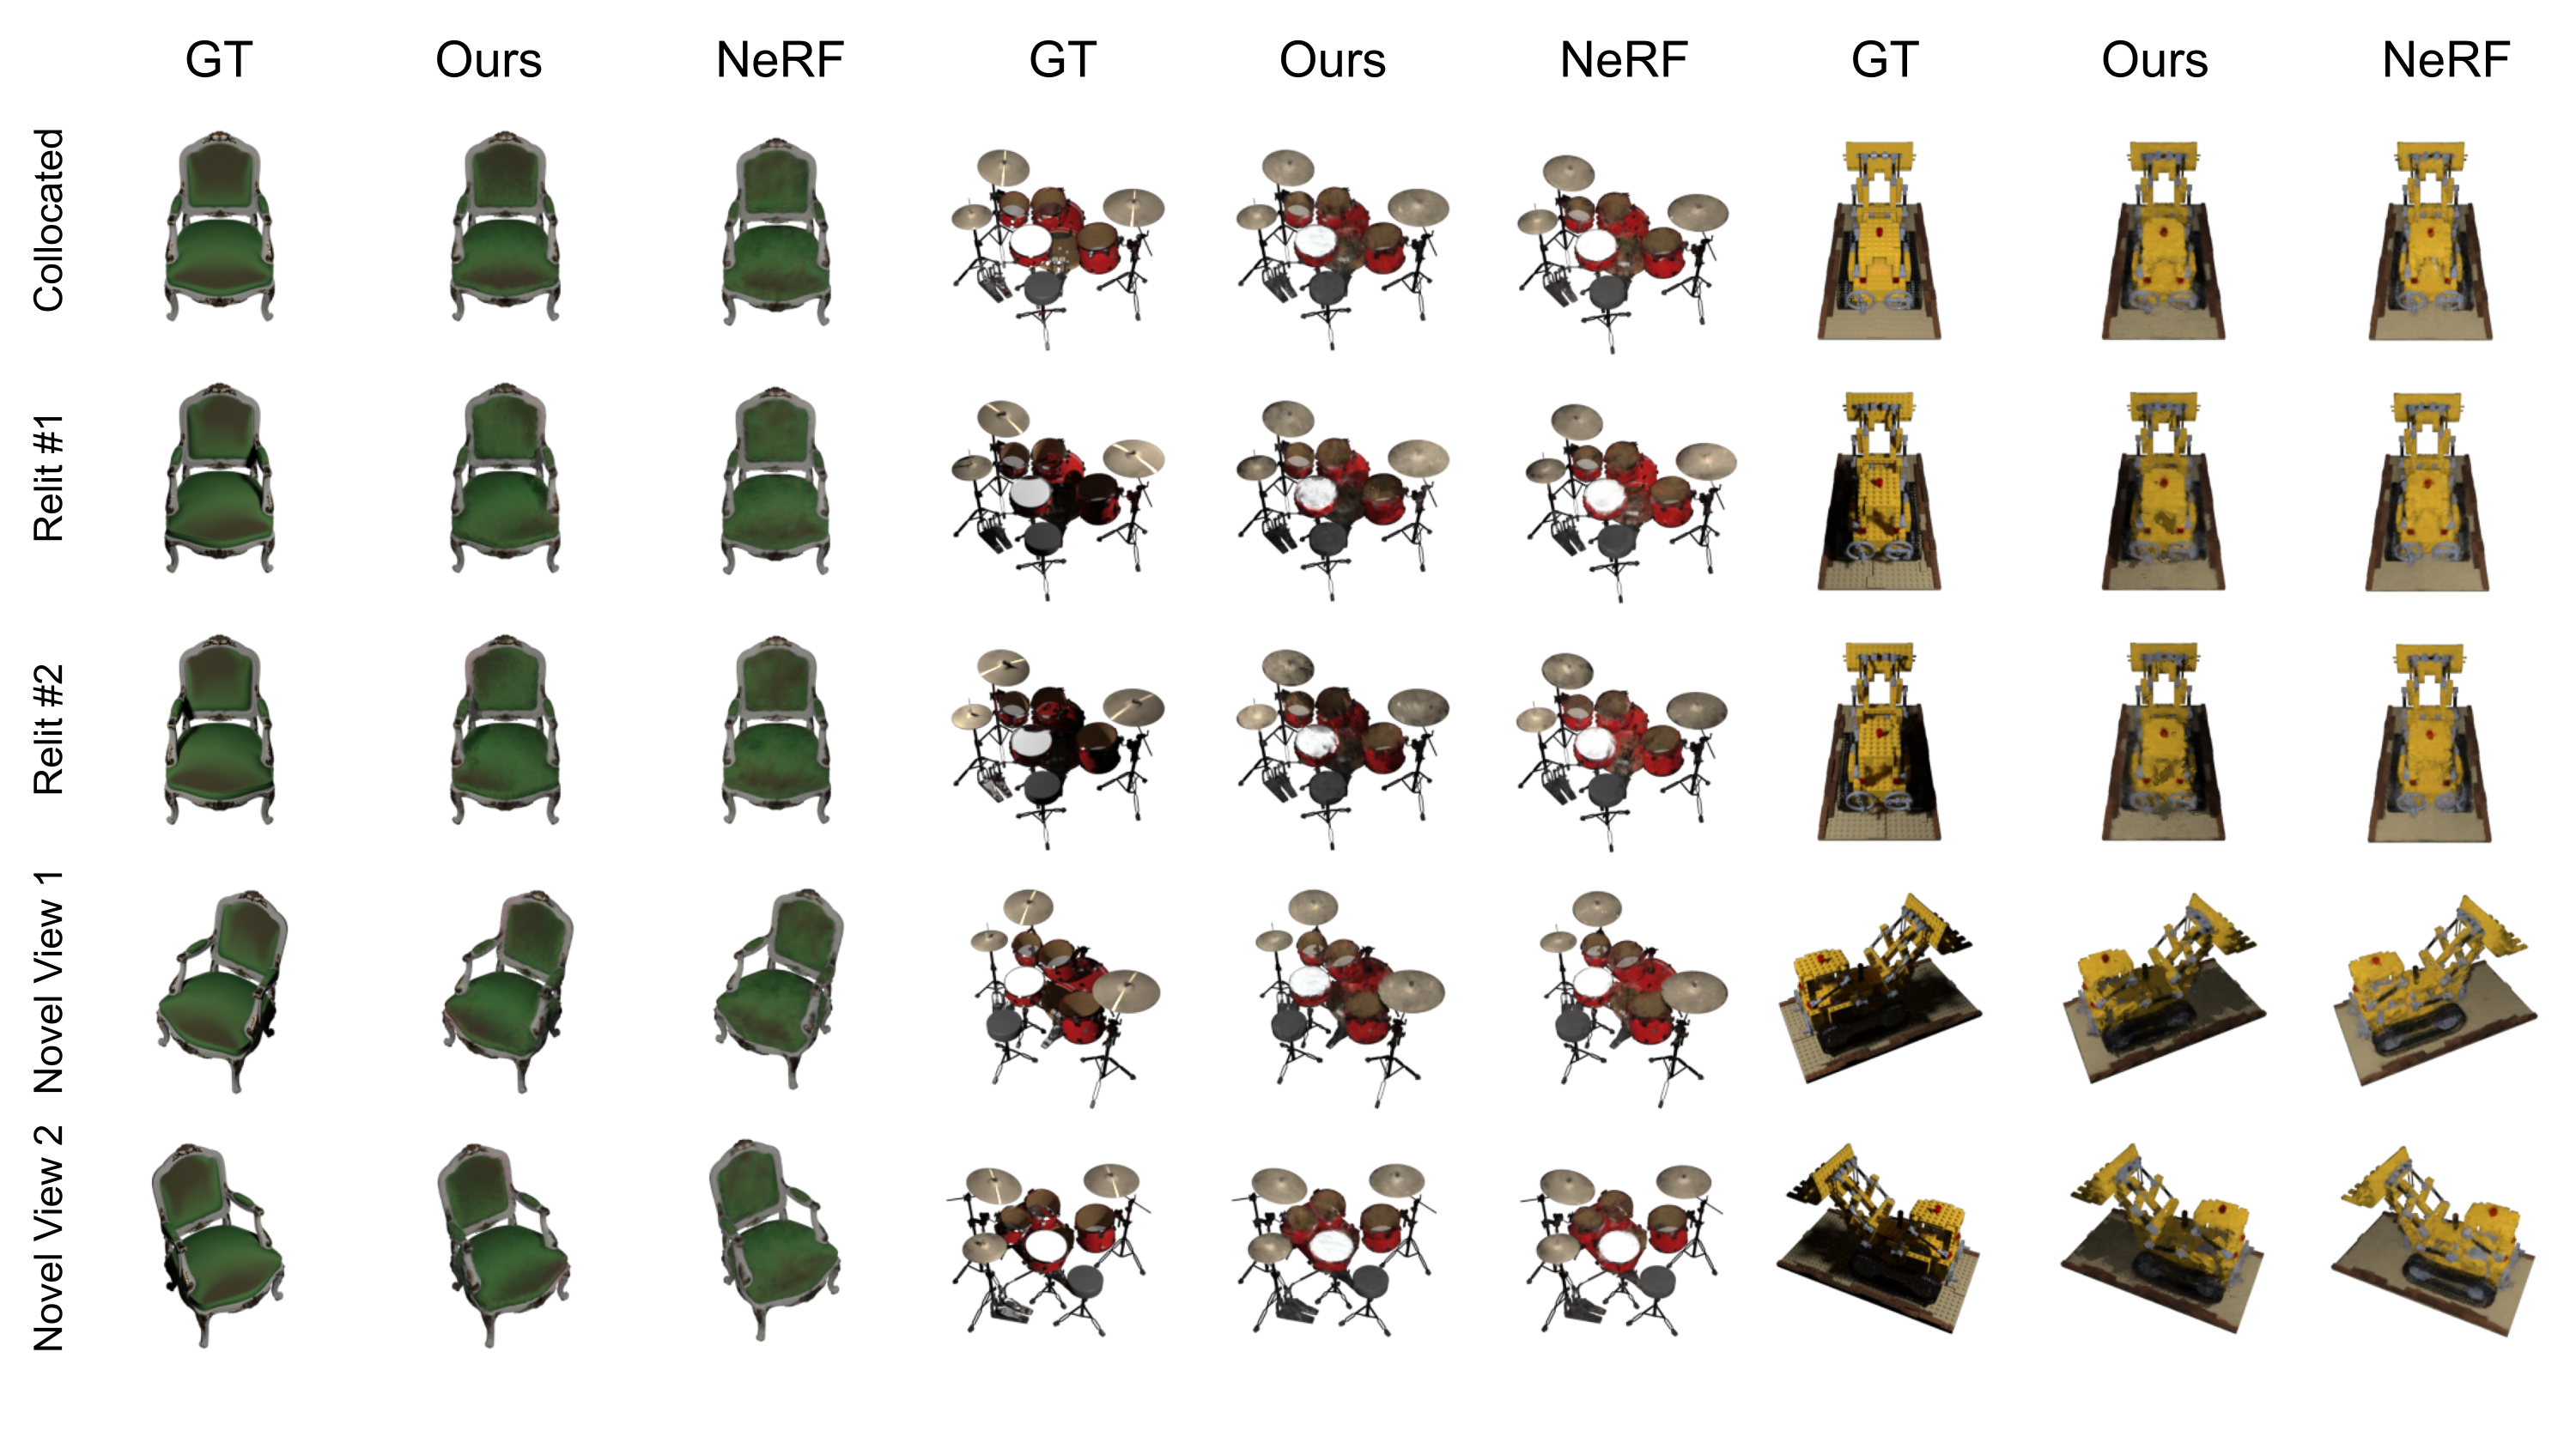 GT Ours NeRF GT Ours NeRF GT Ours NeRF
Collocated
Relit #1
Relit #2
Novel View 1
Novel View 2